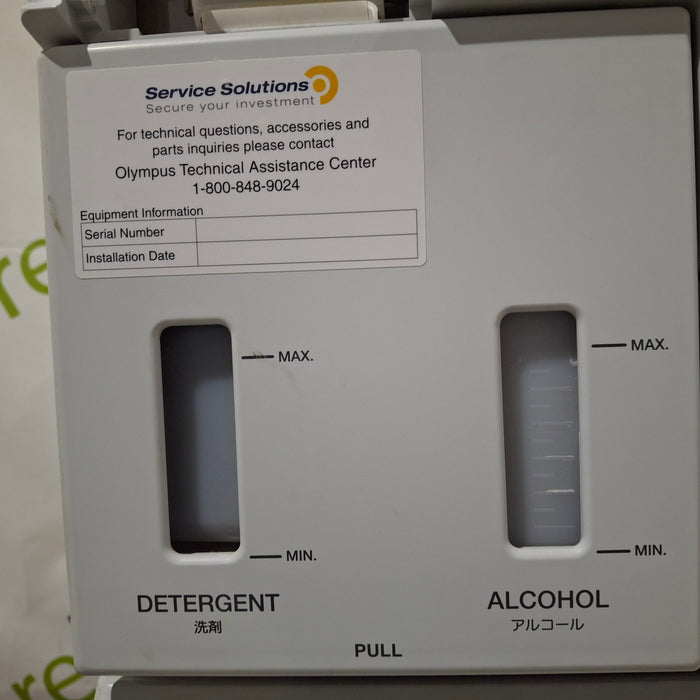 Service Solutions
Secure your investment
For technical questions, accessories and
parts inquiries please contact
Olympus Technical Assistance Center
1-800-848-9024
Equipment Information
Serial Number
Installation Date
MAX.
MAX.
MIN.
MIN.
DETERGENT
洗剤
ALCOHOL
アルコール
PULL
re
re